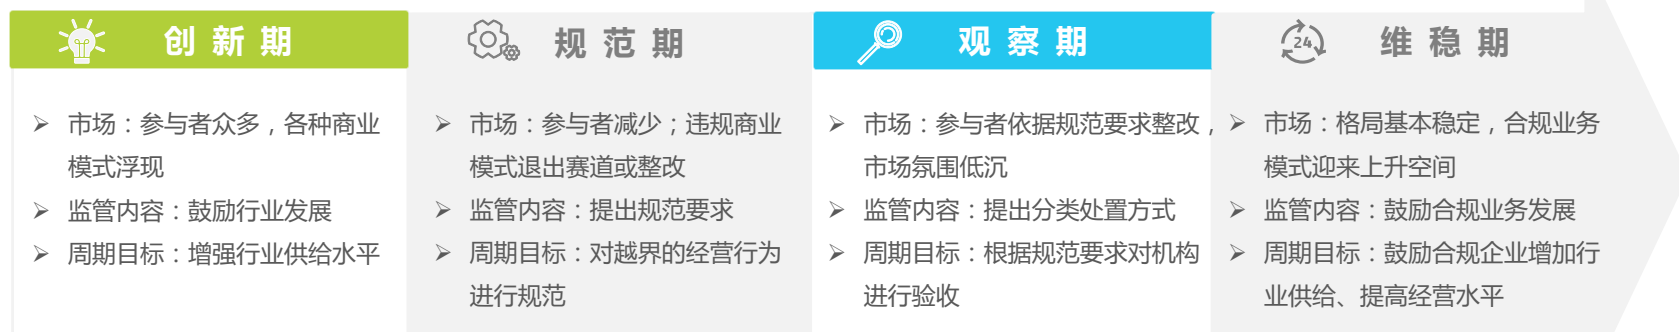 创新期
市场：参与者众多，各种商业
模式浮现
监管内容：鼓励行业发展
周期目标：增强行业供给水平
规范期
市场：参与者减少；违规商业
模式退出赛道或整改
监管内容：提出规范要求
周期目标：对越界的经营行为
进行规范
观察期
市场：参与者依据规范要求整改，
市场氛围低沉
监管内容：提出分类处置方式
周期目标：根据规范要求对机构
进行验收
24
维稳期
市场：格局基本稳定，合规业务
模式迎来上升空间
监管内容：鼓励合规业务发展
周期目标：鼓励合规企业增加行
业供给、提高经营水平